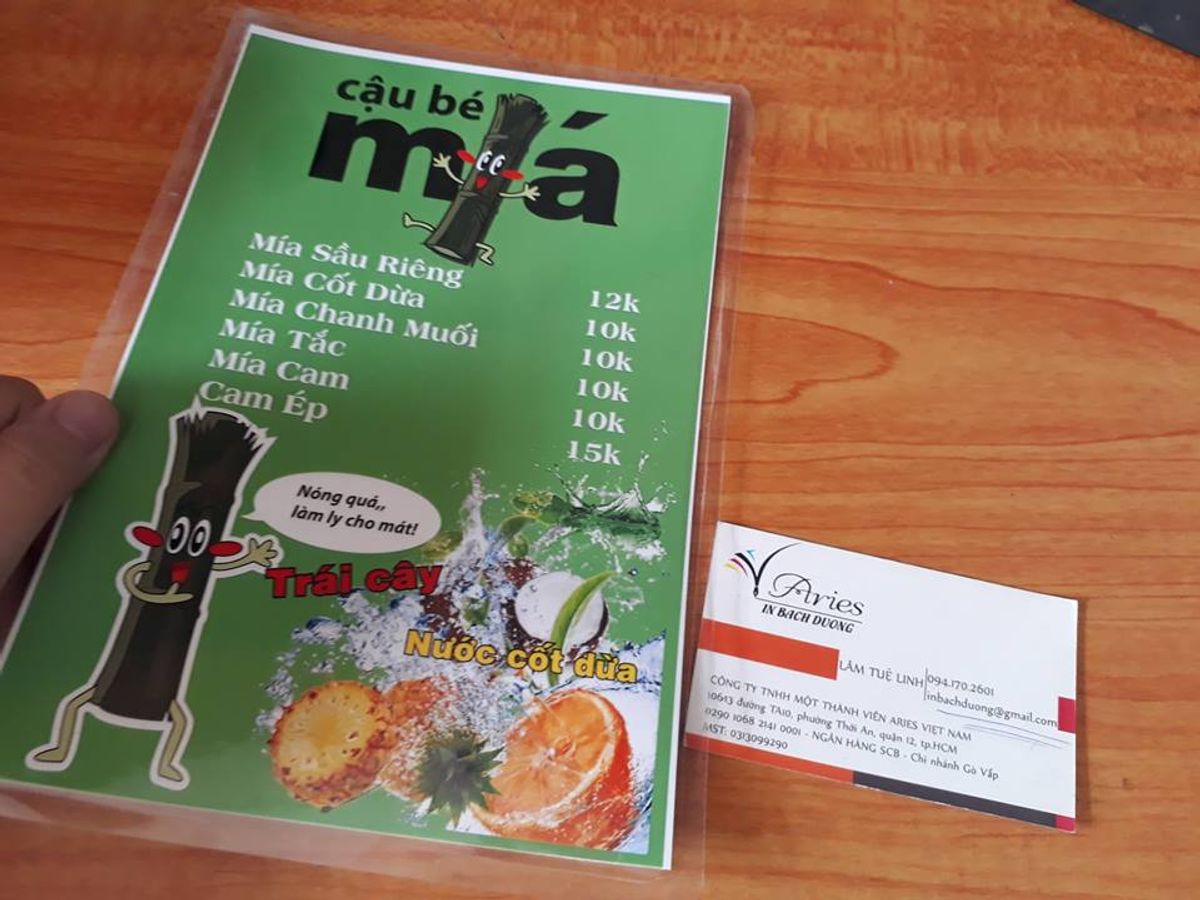 cậu bé
mía
Mía Sầu Riêng 12k
Mía Cốt Dừa 10k
Mía Chanh Muối 10k
Mía Tắc 10k
Mía Cam 10k
Cam Ép 15k
Nóng quá,,
làm ly cho mát!
Trái cây
Nước cốt dừa
Aries
IN BACH DUONG
LÂM TUỆ LINH
094.170.2601
inbachduong@gmail.com
CÔNG TY TNHH MỘT THÀNH VIÊN ARIES VIỆT NAM
106/3 đường TA10, phường Thới An, quận 12, tp.HCM
0290 1068 2141 0001 - NGÂN HÀNG SCB - Chi nhánh Gò Vấp
MST: 0313099290